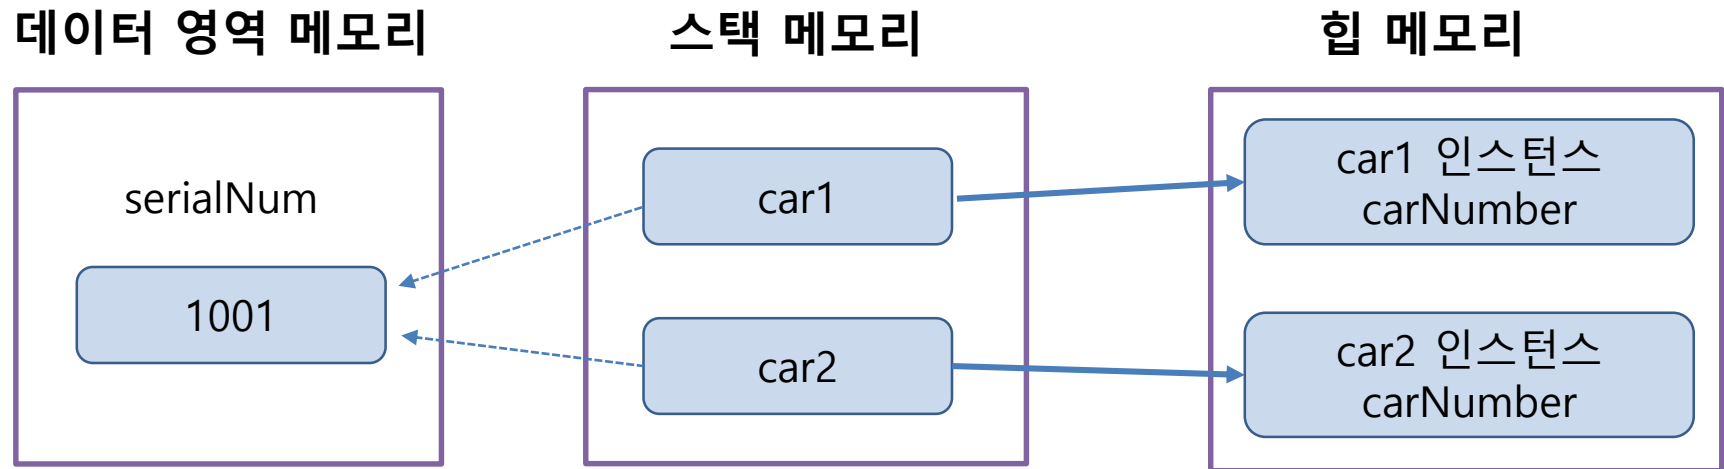 데이터 영역 메모리
스택 메모리
힙 메모리
serialNum
1001
car1
car2
car1 인스턴스
carNumber
car2 인스턴스
carNumber